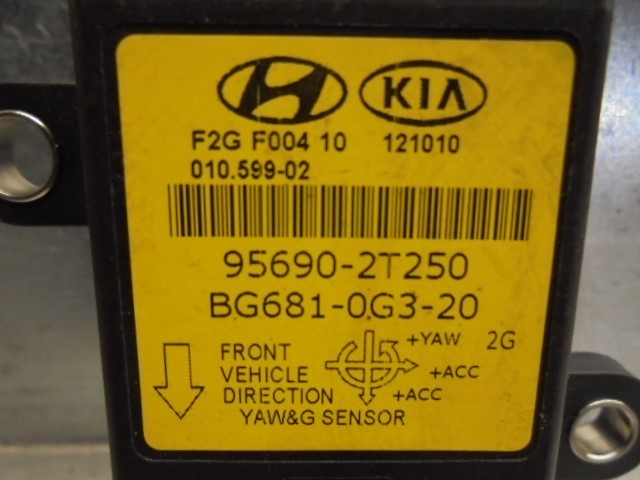 KIA
F2G F004 10 121010
010.599-02
95690-2T250
BG681-0G3-20
+YAW 2G
FRONT
VEHICLE +ACC
DIRECTION +ACC
YAW&G SENSOR